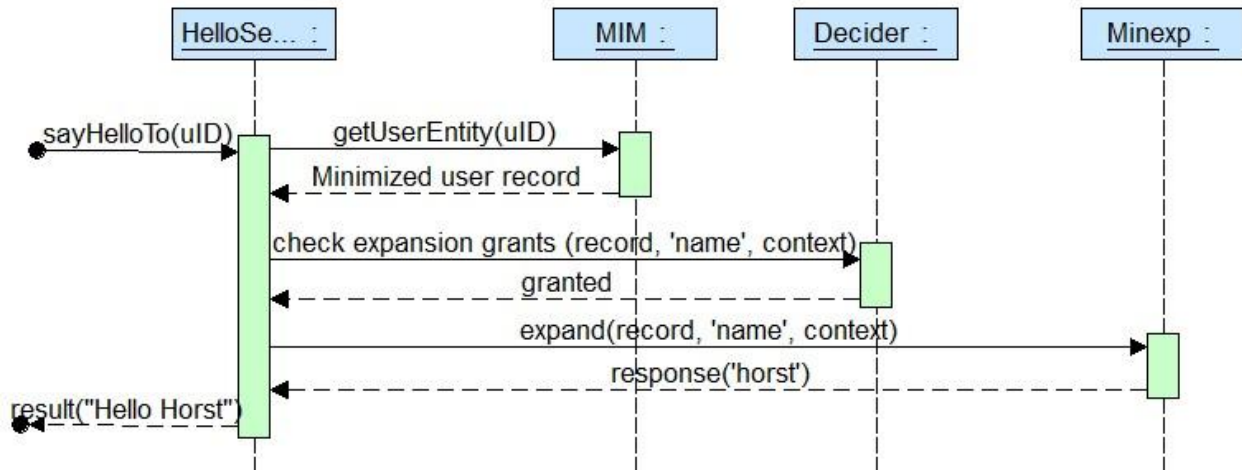 HelloSe... :
MIM :
Decider :
Minexp :
sayHelloTo(uID)
getUserEntity(uID)
Minimized user record
check expansion grants (record, 'name', context)
granted
expand(record, 'name', context)
response('horst')
result("Hello Horst")